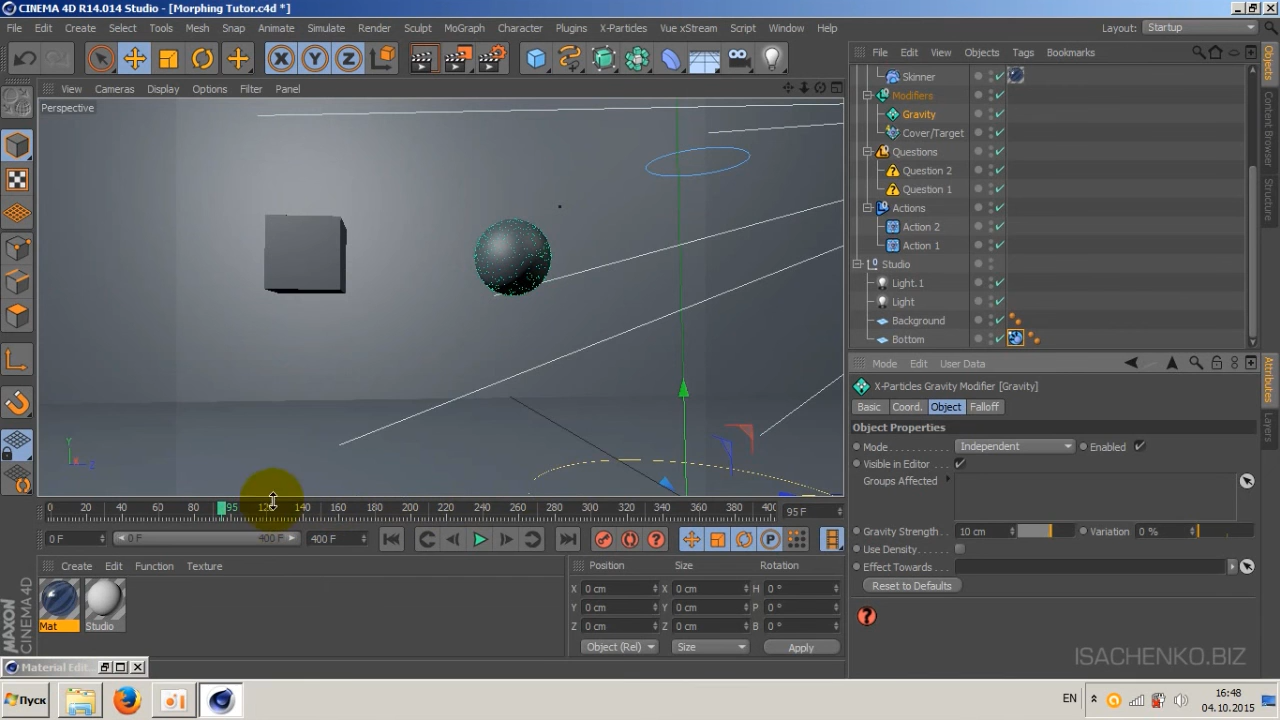 CINEMA 4D R14.014 Studio - [Morphing Tutor.c4d *]
File Edit Create Select Tools Mesh Snap Animate Simulate Render Sculpt MoGraph Character Plugins X-Particles Vue xStream Script Window Help
Layout: Startup
X Y Z
View Cameras Display Options Filter Panel
Perspective
File Edit View Objects Tags Bookmarks
Skinner
Modifiers
Gravity
Cover/Target
Questions
Question 2
Question 1
Actions
Action 2
Action 1
Studio
Light.1
Light
Background
Bottom
Objects
Content Browser
Structure
Mode Edit User Data
X-Particles Gravity Modifier [Gravity]
Basic Coord. Object Falloff
Object Properties
Mode Independent Enabled
Visible in Editor
Groups Affected
Gravity Strength 10 cm Variation 0 %
Use Density
Effect Towards
Reset to Defaults
Attributes
Layers
Y
Z
0 20 40 60 80 95 120 140 160 180 200 220 240 260 280 300 320 340 360 380 400 95 F
0 F 0 F 400 F 400 F
P
Create Edit Function Texture
Mat Studio
Position Size Rotation
X 0 cm X 0 cm H 0 °
Y 0 cm Y 0 cm P 0 °
Z 0 cm Z 0 cm B 0 °
Object (Rel) Size Apply
MAXON
CINEMA 4D
Material Edit...
ISACHENKO.BIZ
Пуск
EN
16:48
04.10.2015